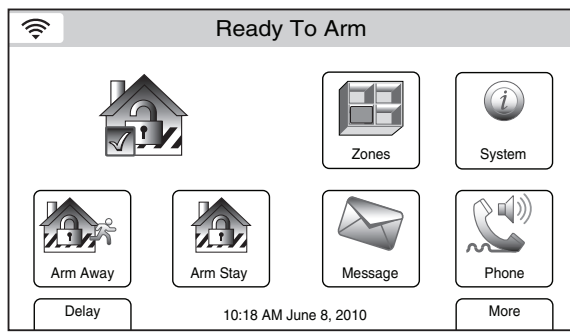 Ready To Arm
Zones
System
Arm Away
Arm Stay
Message
Phone
Delay
10:18 AM June 8, 2010
More